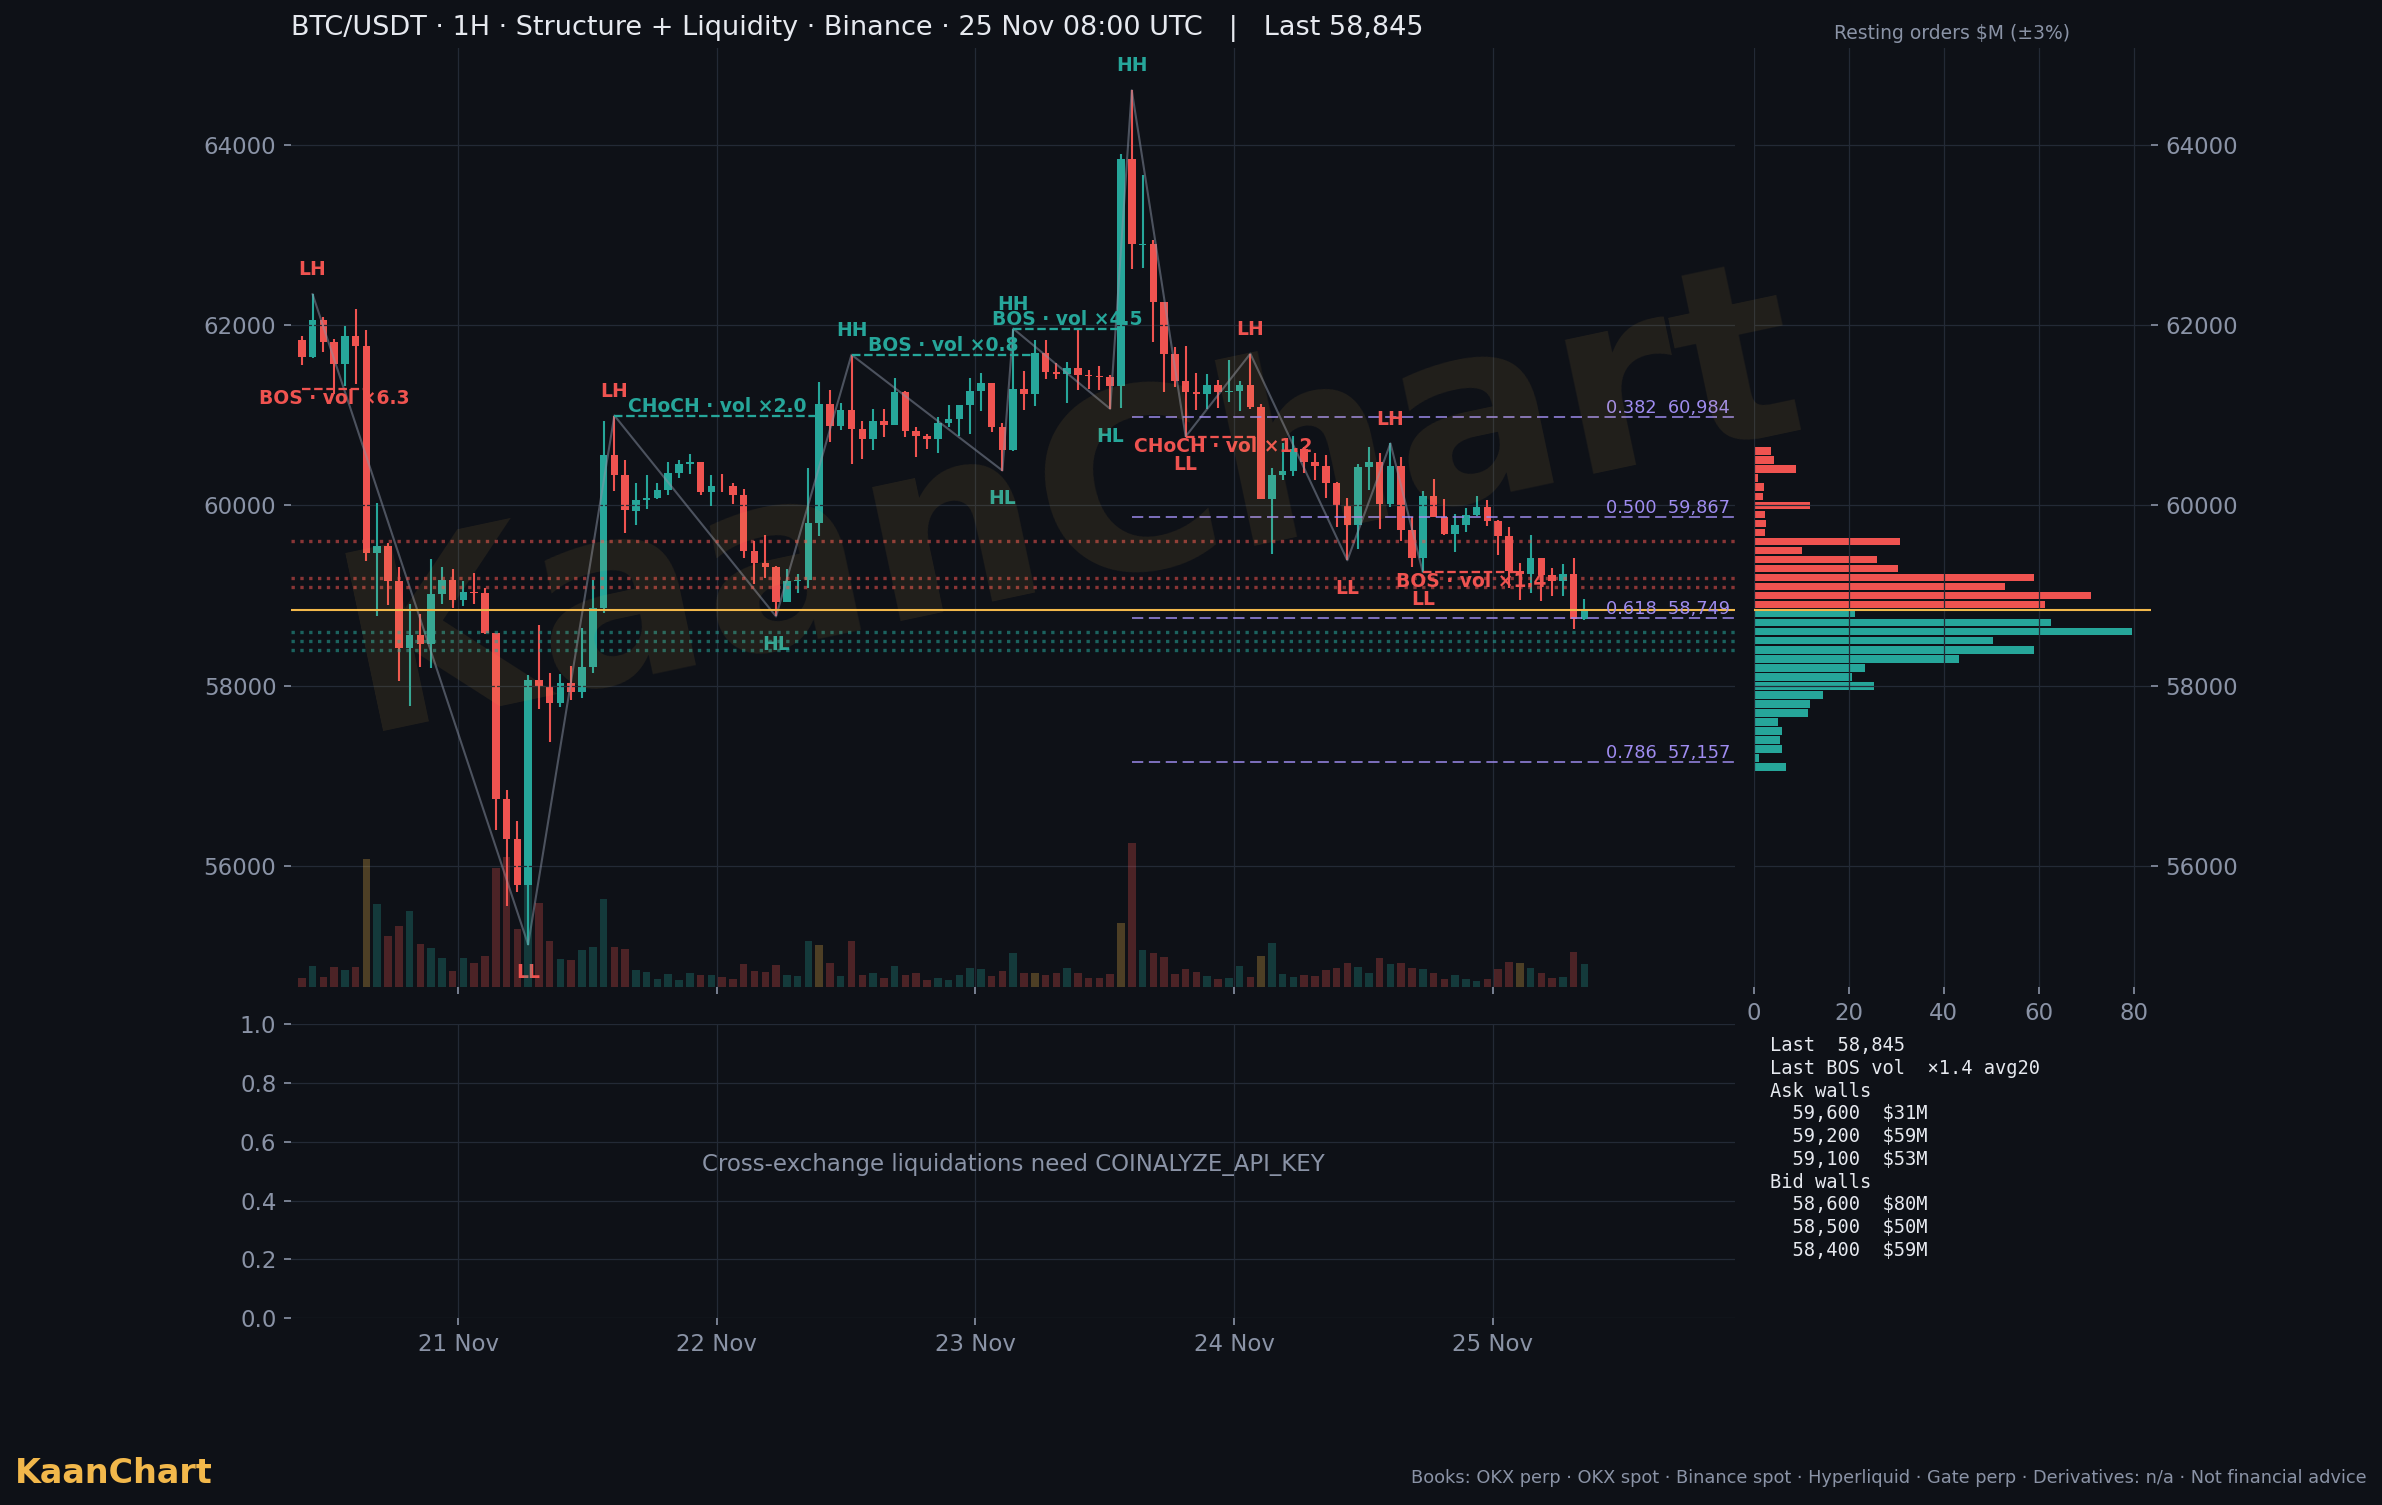 BTC/USDT · 1H · Structure + Liquidity · Binance · 25 Nov 08:00 UTC | Last 58,845
Resting orders $M (±3%)
HH
64000
64000
LH
HH
BOS · vol ×4.5
62000
HH
LH
62000
BOS · vol ×0.8
LH
BOS · vol ×6.3
CHoCH · vol ×2.0
0.382 60,984
LH
HL
CHoCH · vol ×1.2
LL
HL
60000
0.500 59,867
60000
BOS · vol ×1.4
LL
LL
0.618 58,749
HL
58000
58000
0.786 57,157
56000
56000
LL
KaanChart
0 20 40 60 80
1.0
0.8
0.6
0.4
0.2
0.0
Cross-exchange liquidations need COINALYZE_API_KEY
21 Nov 22 Nov 23 Nov 24 Nov 25 Nov
Last 58,845
Last BOS vol ×1.4 avg20
Ask walls
59,600 $31M
59,200 $59M
59,100 $53M
Bid walls
58,600 $80M
58,500 $50M
58,400 $59M
KaanChart
Books: OKX perp · OKX spot · Binance spot · Hyperliquid · Gate perp · Derivatives: n/a · Not financial advice